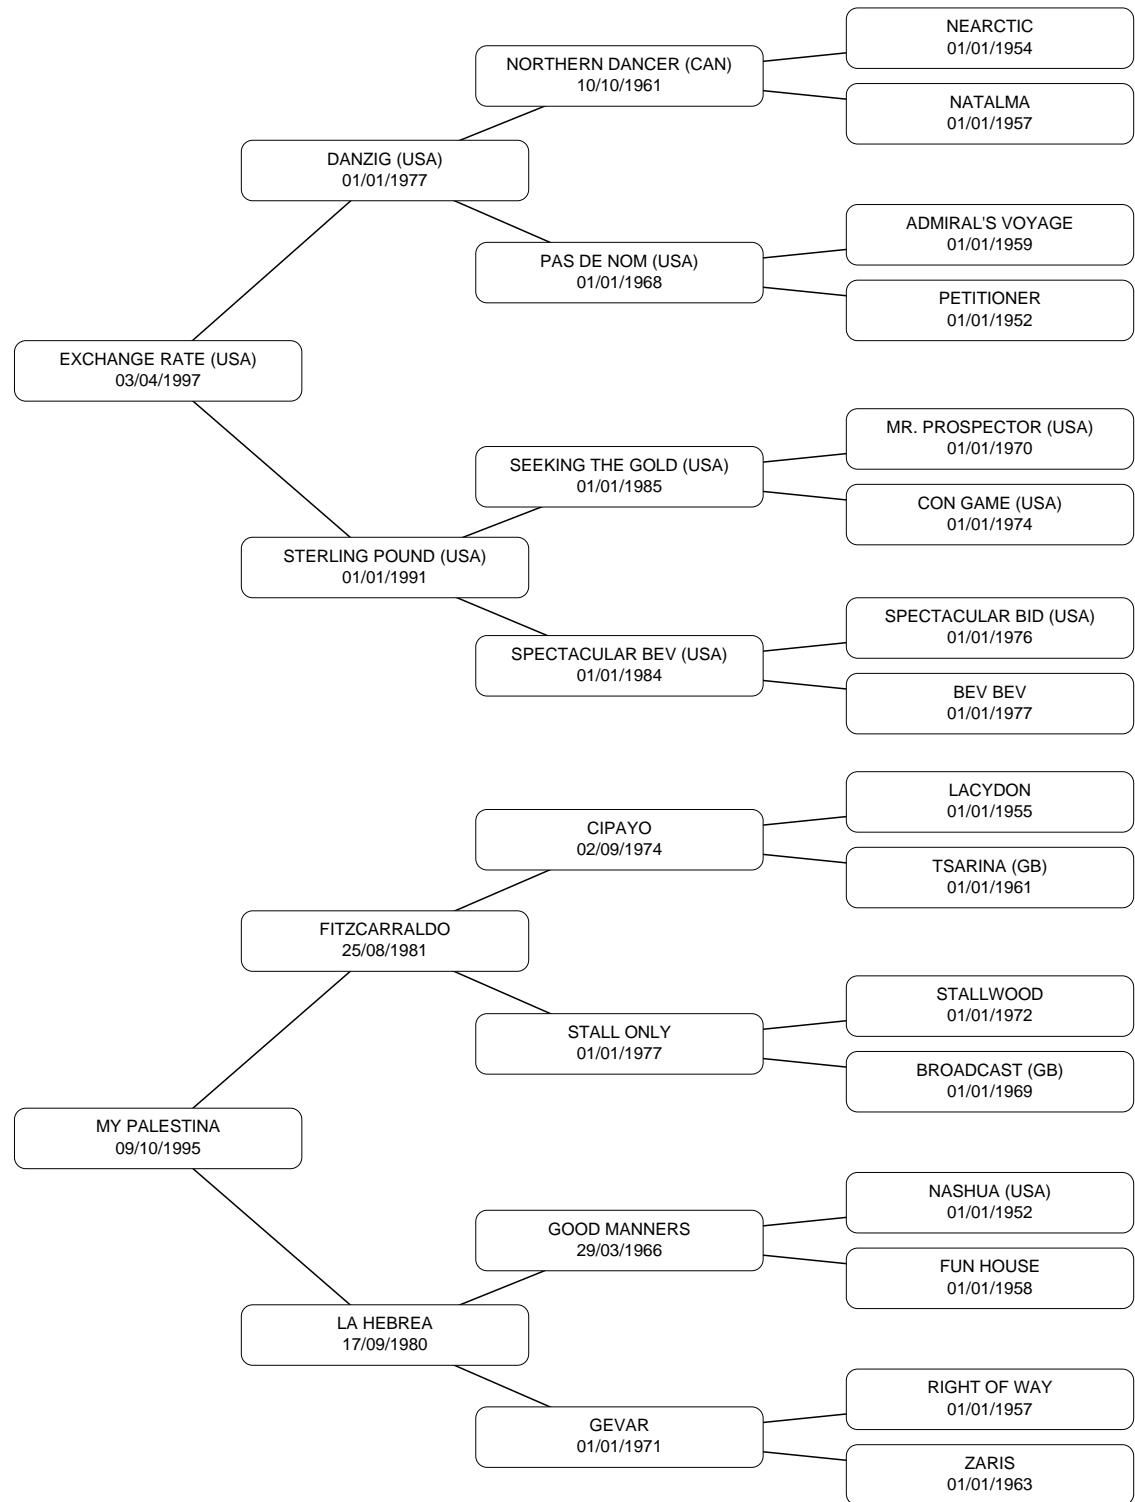 NEARCTIC
01/01/1954
NORTHERN DANCER (CAN)
10/10/1961
NATALMA
01/01/1957
DANZIG (USA)
01/01/1977
ADMIRAL'S VOYAGE
01/01/1959
PAS DE NOM (USA)
01/01/1968
PETITIONER
01/01/1952
EXCHANGE RATE (USA)
03/04/1997
MR. PROSPECTOR (USA)
01/01/1970
SEEKING THE GOLD (USA)
01/01/1985
CON GAME (USA)
01/01/1974
STERLING POUND (USA)
01/01/1991
SPECTACULAR BID (USA)
01/01/1976
SPECTACULAR BEV (USA)
01/01/1984
BEV BEV
01/01/1977
LACYDON
01/01/1955
CIPAYO
02/09/1974
TSARINA (GB)
01/01/1961
FITZCARRALDO
25/08/1981
STALLWOOD
01/01/1972
STALL ONLY
01/01/1977
BROADCAST (GB)
01/01/1969
MY PALESTINA
09/10/1995
NASHUA (USA)
01/01/1952
GOOD MANNERS
29/03/1966
FUN HOUSE
01/01/1958
LA HEBREA
17/09/1980
RIGHT OF WAY
01/01/1957
GEVAR
01/01/1971
ZARIS
01/01/1963